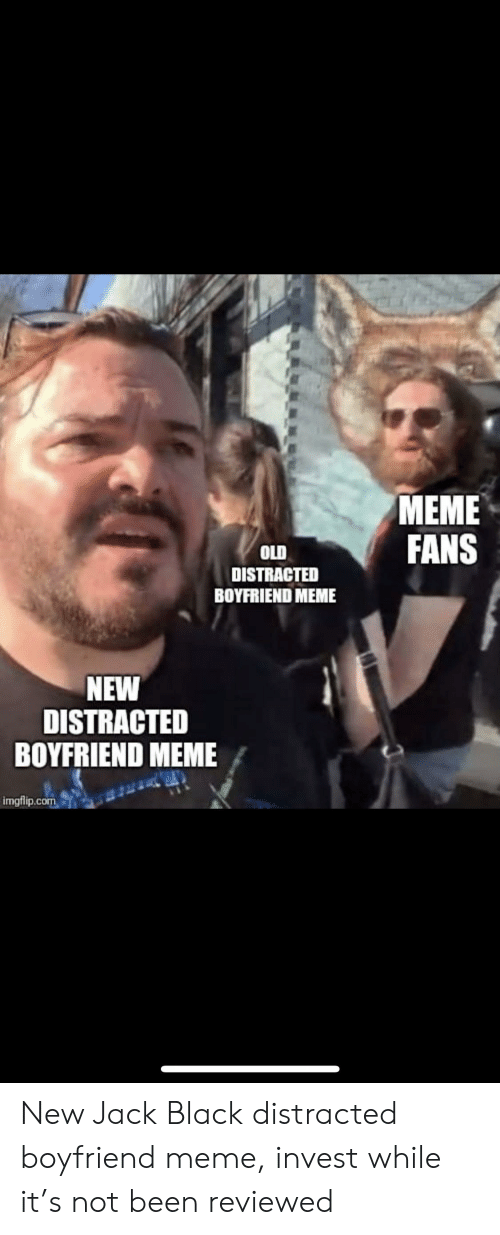 MEME
FANS
OLD
DISTRACTED
BOYFRIEND MEME
NEW
DISTRACTED
BOYFRIEND MEME
imgflip.com
New Jack Black distracted
boyfriend meme, invest while
it's not been reviewed